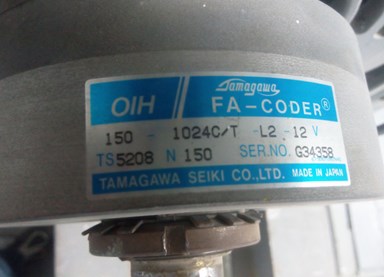 Tamagawa
OIH FA-CODER®
150 - 1024C/T -L2 -12 V
TS5208 N 150 SER.NO. G34358
TAMAGAWA SEIKI CO.,LTD. MADE IN JAPAN